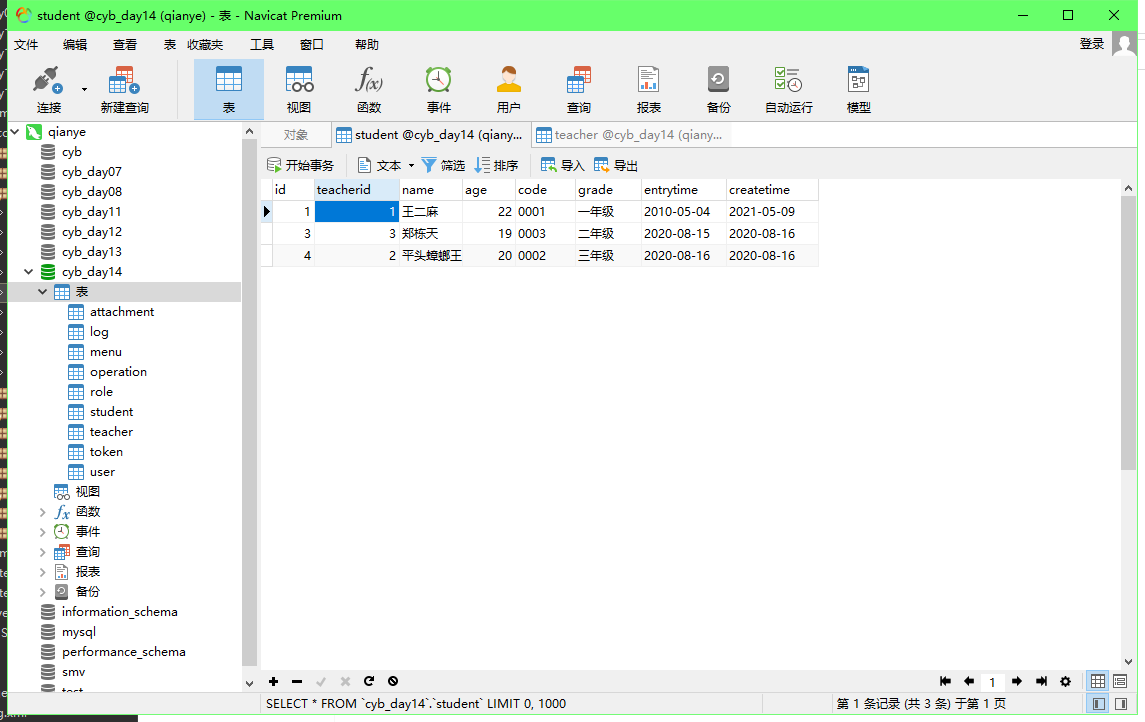 student @cyb_day14 (qianye) - 表 - Navicat Premium
文件 编辑 查看 表 收藏夹 工具 窗口 帮助 登录
连接 新建查询 表 视图 函数 事件 用户 查询 报表 备份 自动运行 模型
对象 student @cyb_day14 (qiany... teacher @cyb_day14 (qiany...
开始事务 文本 筛选 排序 导入 导出
id teacherid name age code grade entrytime createtime
1 1 王二麻 22 0001 一年级 2010-05-04 2021-05-09
3 3 郑栋天 19 0003 二年级 2020-08-15 2020-08-16
4 2 平头蟑螂王 20 0002 三年级 2020-08-16 2020-08-16
qianye
cyb
cyb_day07
cyb_day08
cyb_day11
cyb_day12
cyb_day13
cyb_day14
表
attachment
log
menu
operation
role
student
teacher
token
user
视图
函数
事件
查询
报表
备份
information_schema
mysql
performance_schema
smv
test
1
SELECT * FROM `cyb_day14`.`student` LIMIT 0, 1000 第 1 条记录 (共 3 条) 于第 1 页